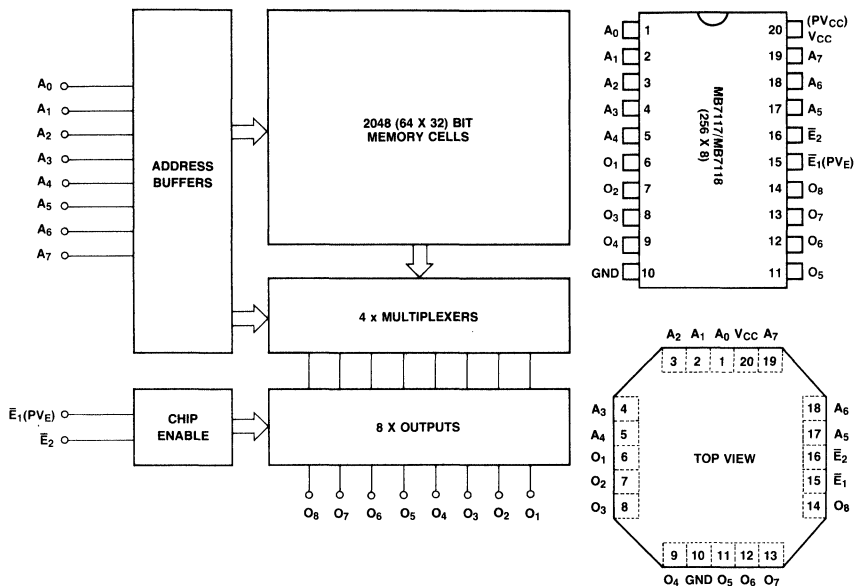 A0
A1
A2
A3
A4
A5
A6
A7
ADDRESS
BUFFERS
2048 (64 X 32) BIT
MEMORY CELLS
4 x MULTIPLEXERS
Ē1(PVE)
Ē2
CHIP
ENABLE
8 X OUTPUTS
O8 O7 O6 O5 O4 O3 O2 O1
A0 1 20 (PVCC)
VCC
A1 2 19 A7
A2 3 18 A6
A3 4 17 A5
A4 5 16 Ē2
O1 6 15 Ē1(PVE)
O2 7 14 O8
O3 8 13 O7
O4 9 12 O6
GND 10 11 O5
MB7117/MB7118
(256 X 8)
A2 A1 A0 VCC A7
3 2 1 20 19
A3 4 18 A6
A4 5 17 A5
O1 6 TOP VIEW 16 Ē2
O2 7 15 Ē1
O3 8 14 O8
9 10 11 12 13
O4 GND O5 O6 O7